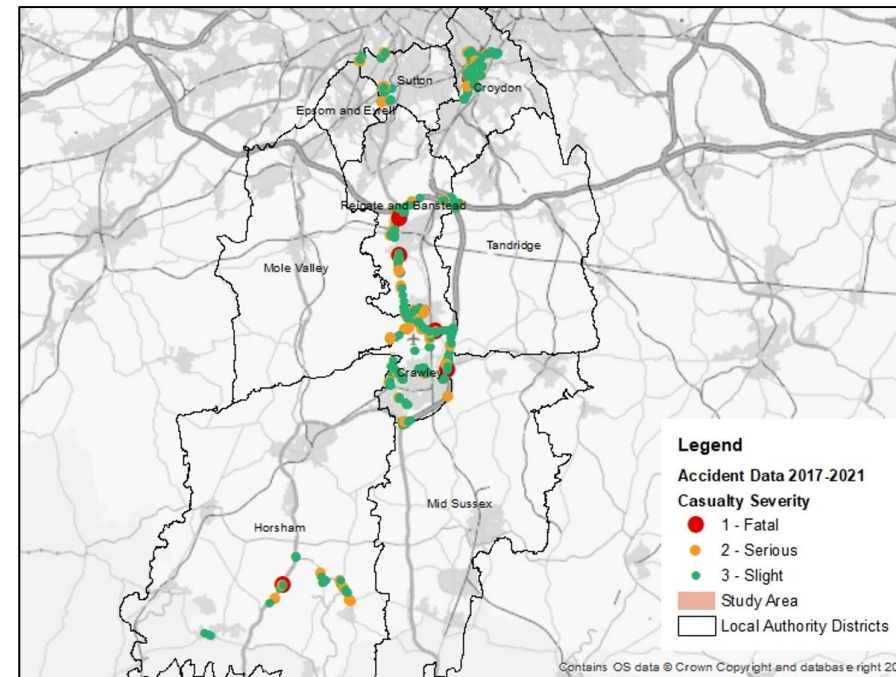 Sutton
Croydon
Epsom and Ewell
Reigate and Banstead
Tandridge
Mole Valley
Crawley
Mid Sussex
Horsham
Legend
Accident Data 2017-2021
Casualty Severity
1 - Fatal
2 - Serious
3 - Slight
Study Area
Local Authority Districts
Contains OS data © Crown Copyright and database right 20